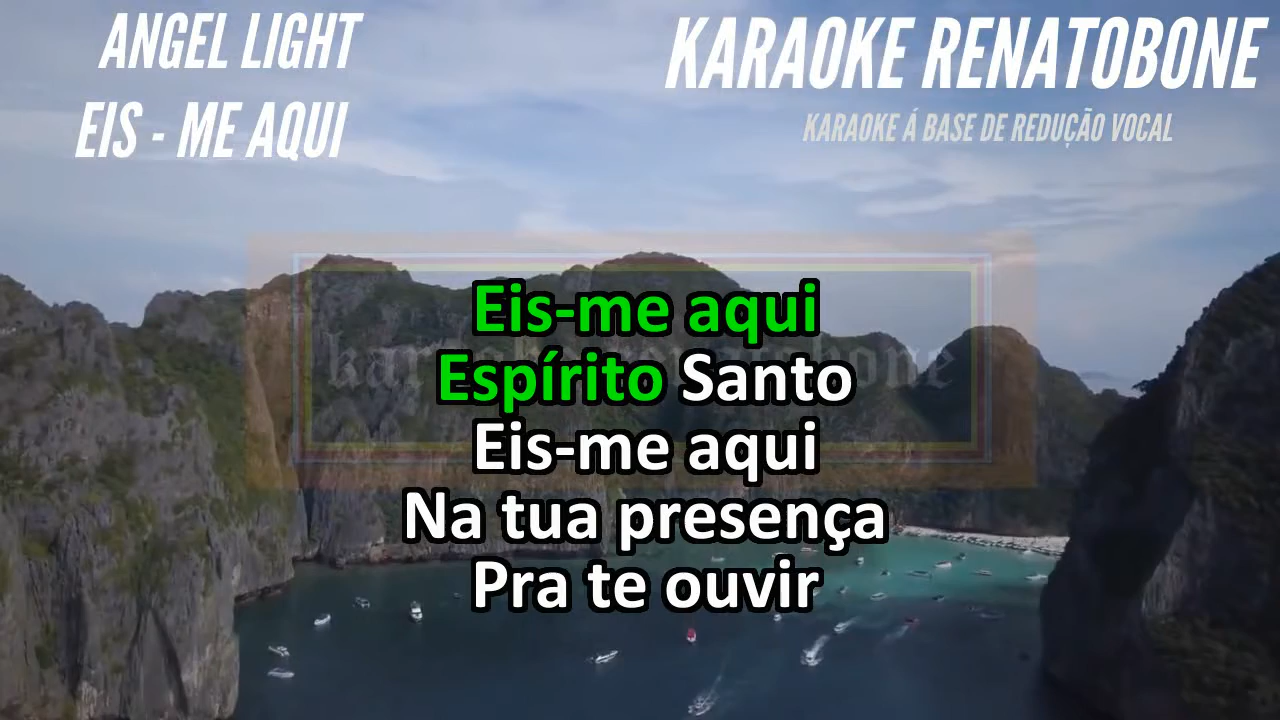 ANGEL LIGHT
EIS - ME AQUI
KARAOKE RENATOBONE
KARAOKE Á BASE DE REDUÇÃO VOCAL
Eis-me aqui
Espírito Santo
Eis-me aqui
Na tua presença
Pra te ouvir